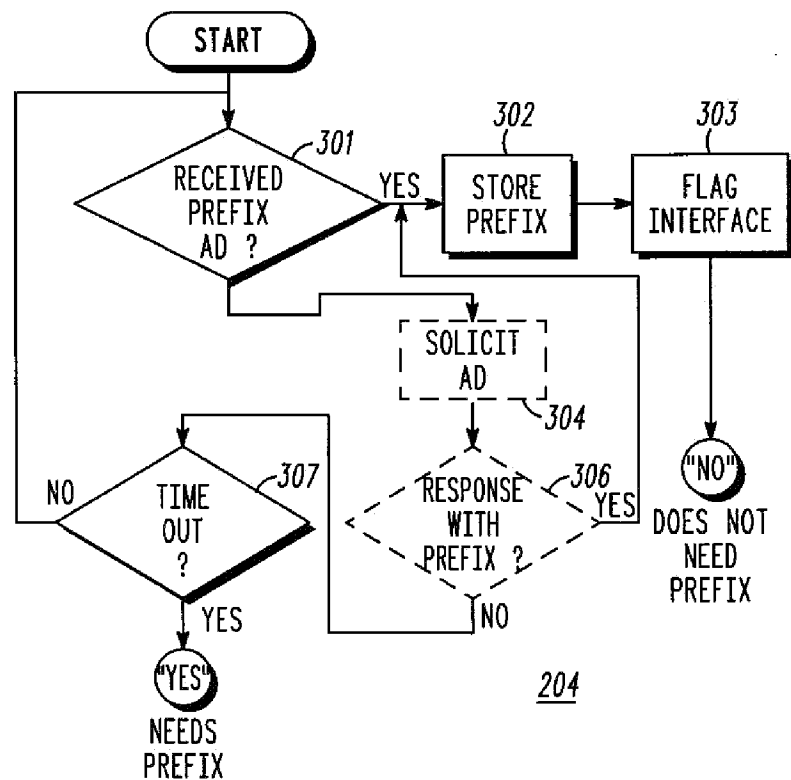 START
301
RECEIVED
PREFIX
AD ?
YES
302
STORE
PREFIX
303
FLAG
INTERFACE
SOLICIT
AD
304
NO
TIME
OUT
?
307
YES
RESPONSE
WITH
PREFIX ?
306
YES
NO
"NO"
DOES NOT
NEED
PREFIX
"YES"
NEEDS
PREFIX
204